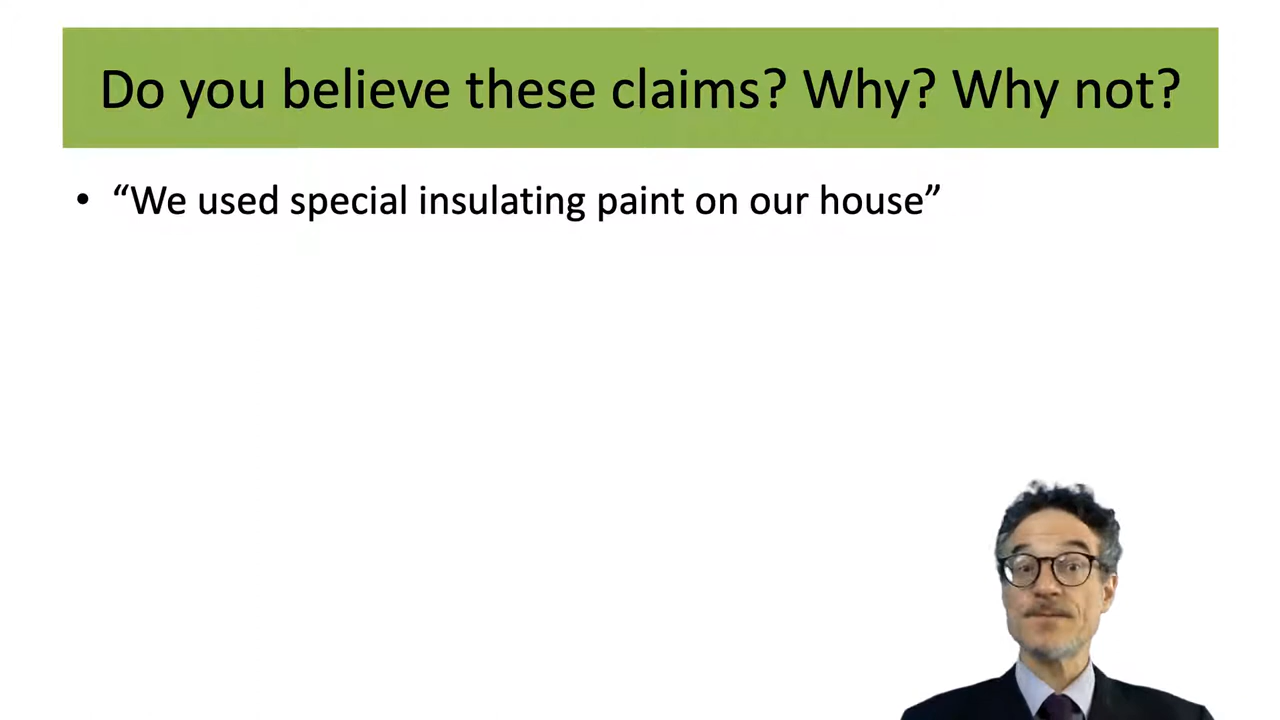 Do you believe these claims? Why? Why not?
• “We used special insulating paint on our house”